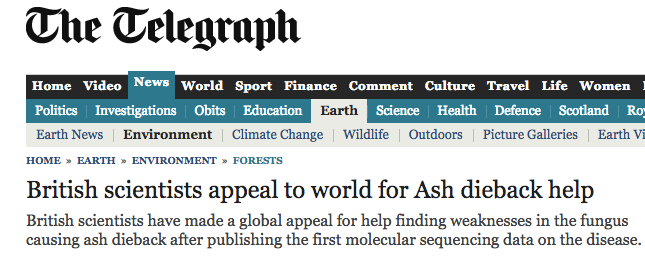 The Telegraph
Home Video News World Sport Finance Comment Culture Travel Life Women
Politics Investigations Obits Education Earth Science Health Defence Scotland
Earth News Environment Climate Change Wildlife Outdoors Picture Galleries Earth
HOME » EARTH » ENVIRONMENT » FORESTS
British scientists appeal to world for Ash dieback help
British scientists have made a global appeal for help finding weaknesses in the fungus
causing ash dieback after publishing the first molecular sequencing data on the disease.